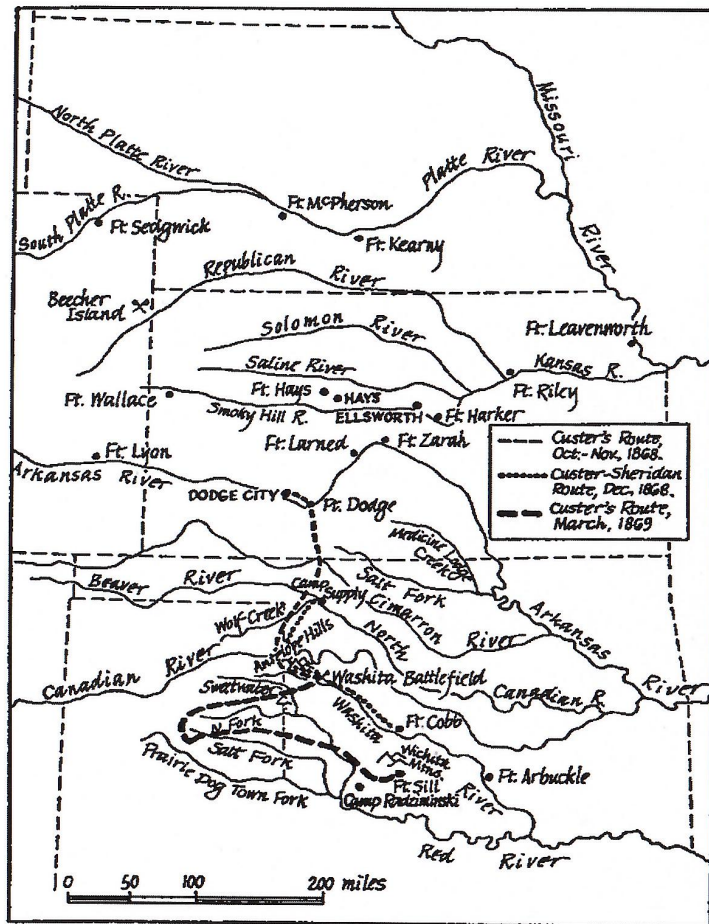 Missouri
River
North Platte River
Platte River
South Platte R.
Ft. McPherson
Ft. Sedgwick
Ft. Kearny
Republican
River
Beecher
Island
Solomon
River
Ft. Leavenworth
Saline River
Kansas R.
Ft. Wallace
Ft. Hays
HAYS
Ft. Riley
Smoky Hill R.
ELLSWORTH
Ft. Harker
Ft. Lyon
Ft. Larned
Ft. Zarah
Custer's Route,
Oct.-Nov., 1868.
Custer-Sheridan
Route, Dec. 1868.
Custer's Route,
March, 1869
Arkansas River
DODGE CITY
Ft. Dodge
Medicine Lodge
Creek
Beaver River
Camp
Supply
Salt Fork
Cimarron
River
Arkansas
River
Wolf Creek
Antelope Hills
North
Canadian R.
Canadian River
Washita Battlefield
Sweetwater
Washita
River
Ft. Cobb
N. Fork
Salt Fork
Wichita
Mtns.
Ft. Sill
Ft. Arbuckle
Prairie Dog Town Fork
Camp Radziminski
Red River
0 50 100 200 miles